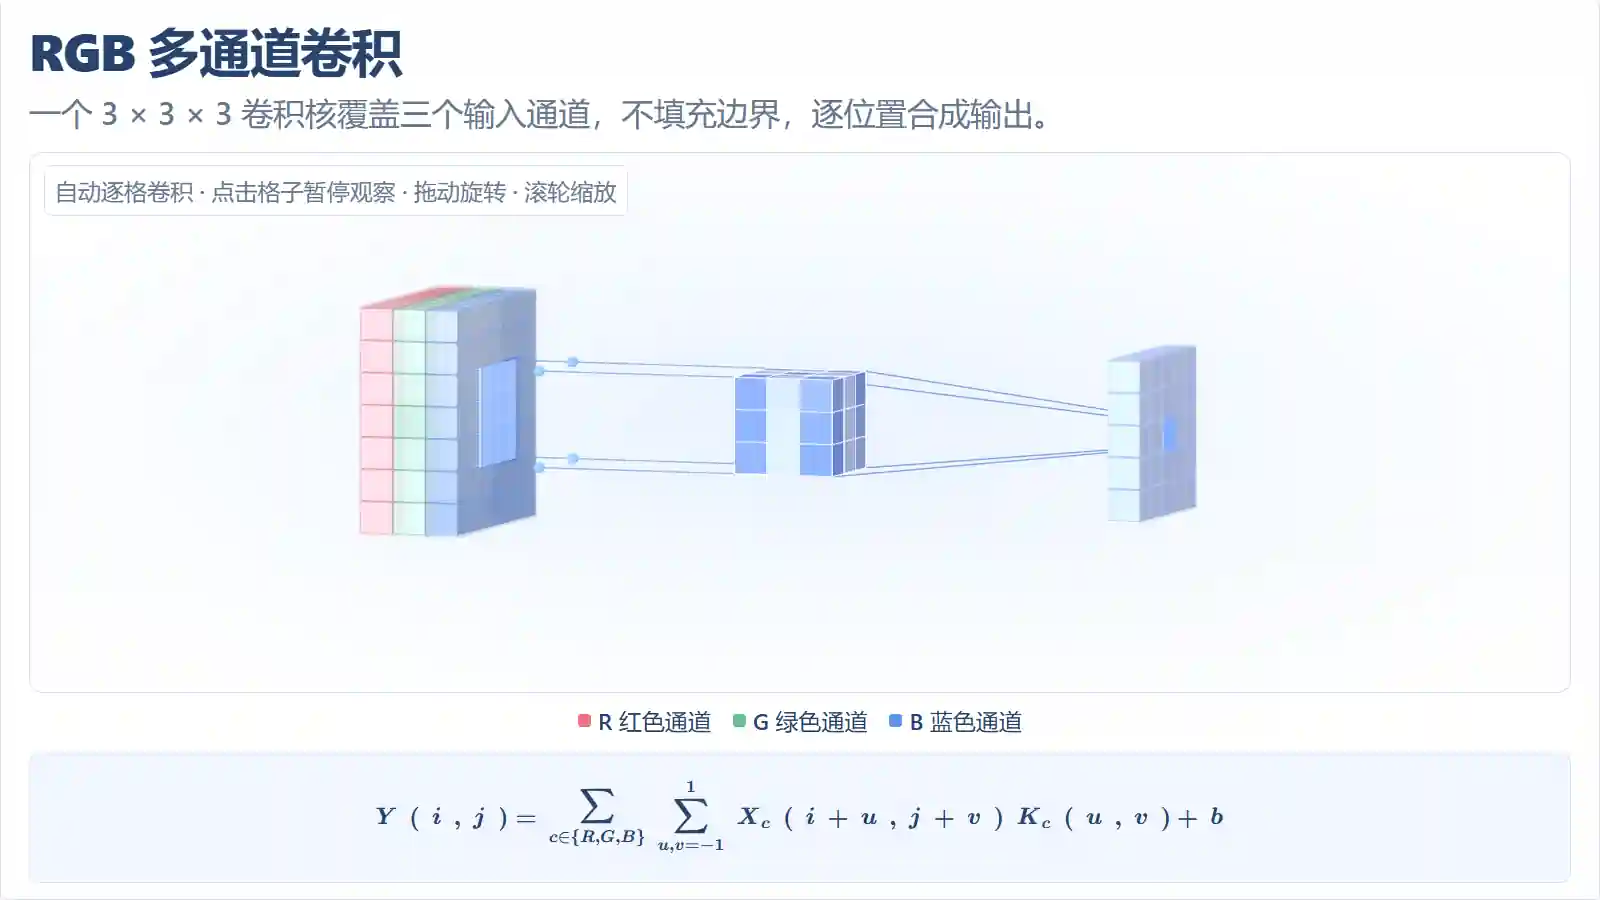 RGB 多通道卷积
一个 3 × 3 × 3 卷积核覆盖三个输入通道，不填充边界，逐位置合成输出。
自动逐格卷积 · 点击格子暂停观察 · 拖动旋转 · 滚轮缩放
R 红色通道 G 绿色通道 B 蓝色通道
Y ( i , j ) = ∑_{c∈{R,G,B}} ∑_{u,v=−1}^{1} X_c ( i + u , j + v ) K_c ( u , v ) + b